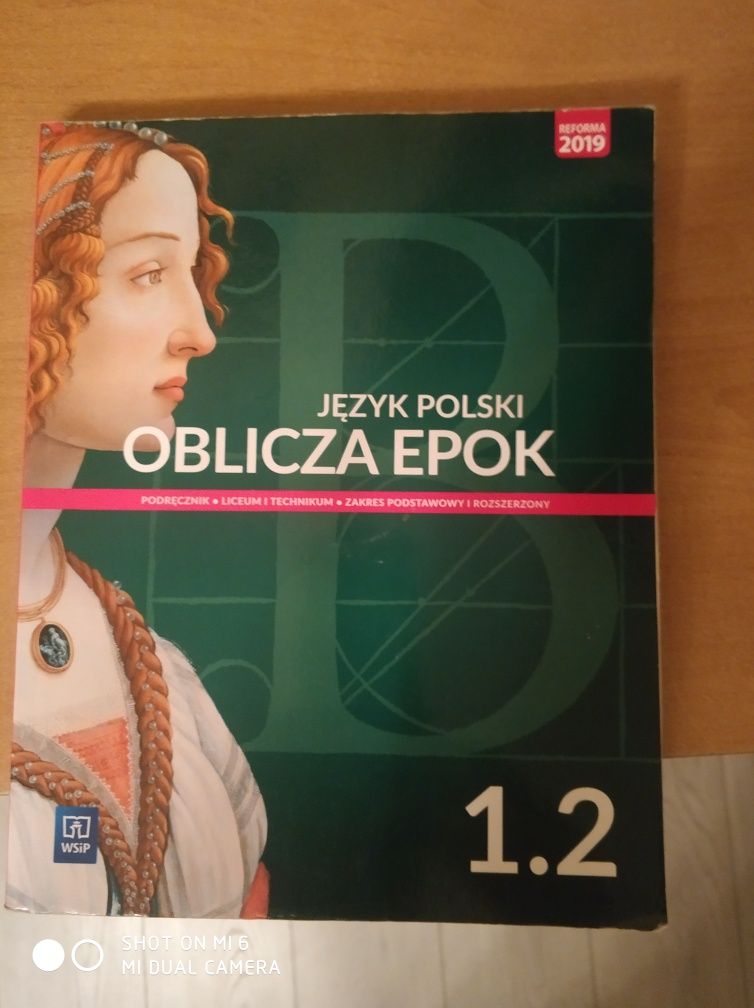 REFORMA
2019
JĘZYK POLSKI
OBLICZA EPOK
PODRĘCZNIK • LICEUM I TECHNIKUM • ZAKRES PODSTAWOWY I ROZSZERZONY
B
1.2
WSiP
SHOT ON MI 6
MI DUAL CAMERA